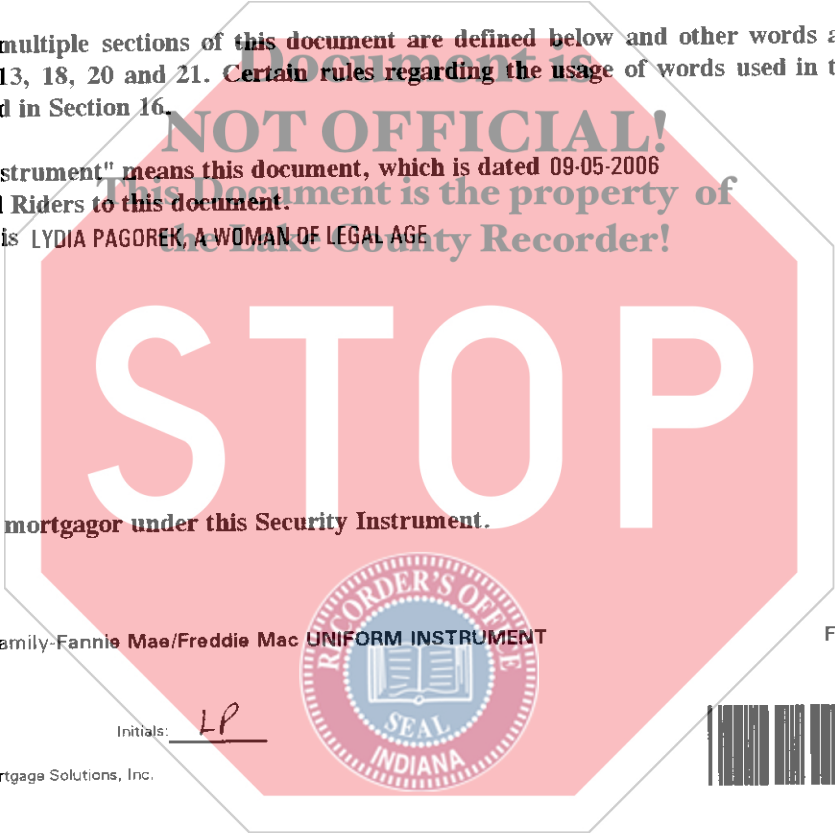 multiple sections of this document are defined below and other words a
Document is
13, 18, 20 and 21. Certain rules regarding the usage of words used in t
d in Section 16.
NOT OFFICIAL!
strument" means this document, which is dated 09-05-2006
This Document is the property of
l Riders to this document.
is LYDIA PAGOREK, A WOMAN OF LEGAL AGE
the Lake County Recorder!
STOP
mortgagor under this Security Instrument.
RECORDER'S OFFICE
amily-Fannie Mae/Freddie Mac UNIFORM INSTRUMENT
F
SEAL
INDIANA
Initials: LP
rtgage Solutions, Inc.